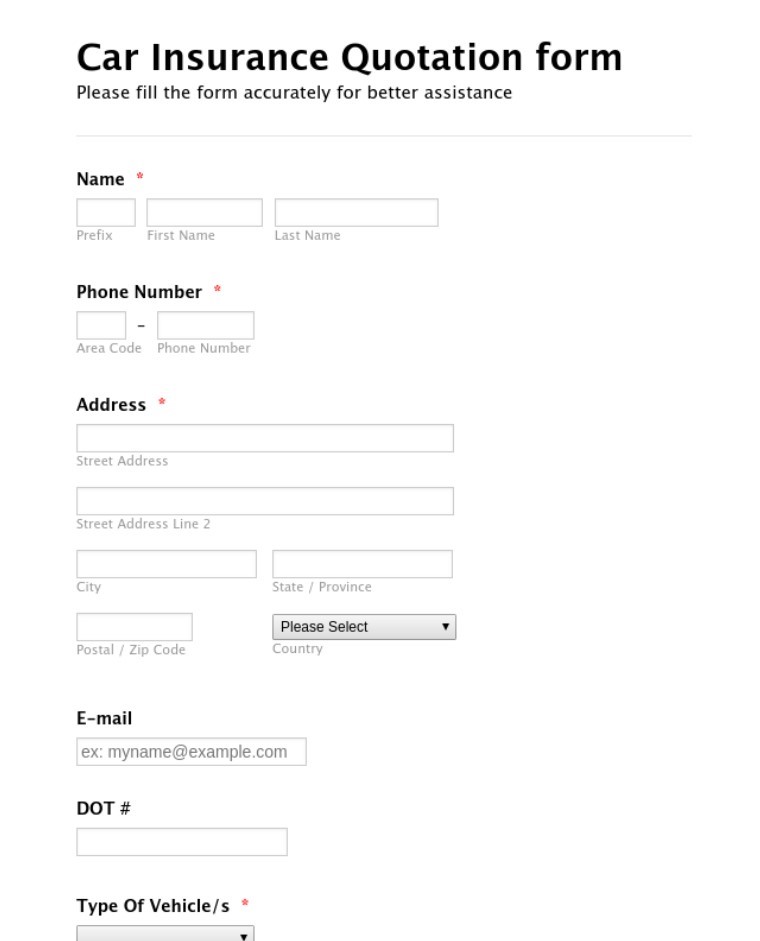 Car Insurance Quotation form
Please fill the form accurately for better assistance
Name *
Prefix First Name Last Name
Phone Number *
-
Area Code Phone Number
Address *
Street Address
Street Address Line 2
City State / Province
Please Select ▼
Postal / Zip Code Country
E-mail
ex: myname@example.com
DOT #
Type Of Vehicle/s *
▼